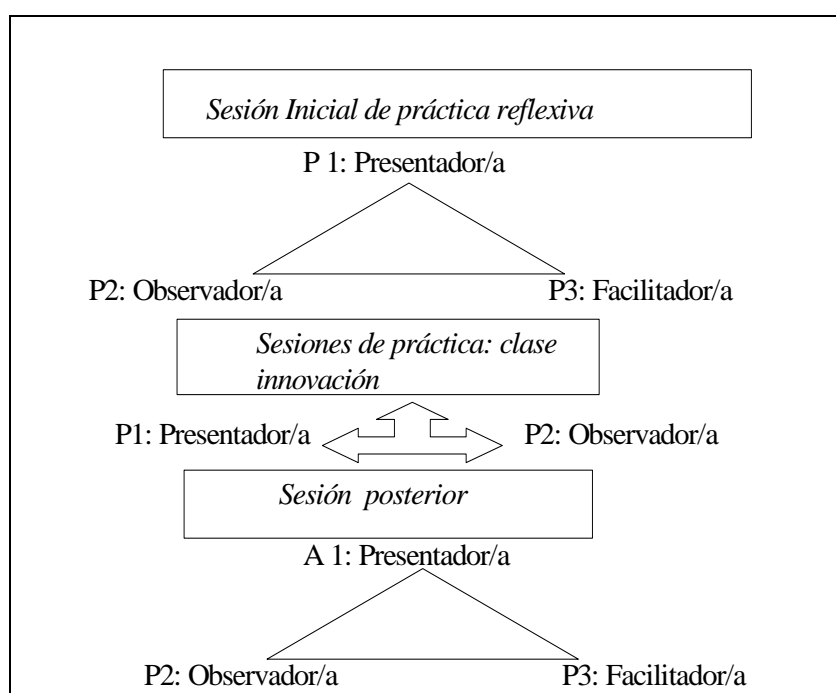 Sesión Inicial de práctica reflexiva
P 1: Presentador/a
P2: Observador/a P3: Facilitador/a
Sesiones de práctica: clase
innovación
P1: Presentador/a P2: Observador/a
Sesión posterior
A 1: Presentador/a
P2: Observador/a P3: Facilitador/a